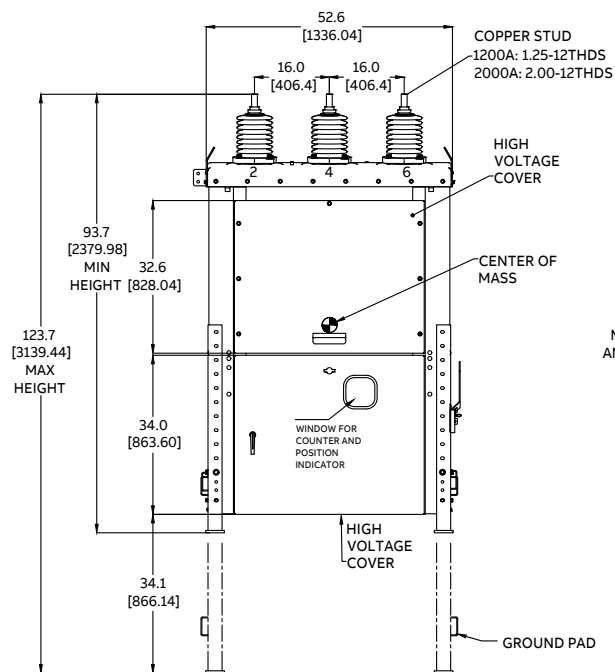 52.6
[1336.04]
COPPER STUD
1200A: 1.25-12THDS
2000A: 2.00-12THDS
16.0
[406.4]
16.0
[406.4]
2
4
6
HIGH
VOLTAGE
COVER
93.7
[2379.98]
MIN
HEIGHT
32.6
[828.04]
CENTER OF
MASS
123.7
[3139.44]
MAX
HEIGHT
34.0
[863.60]
WINDOW FOR
COUNTER AND
POSITION
INDICATOR
HIGH
VOLTAGE
COVER
34.1
[866.14]
GROUND PAD